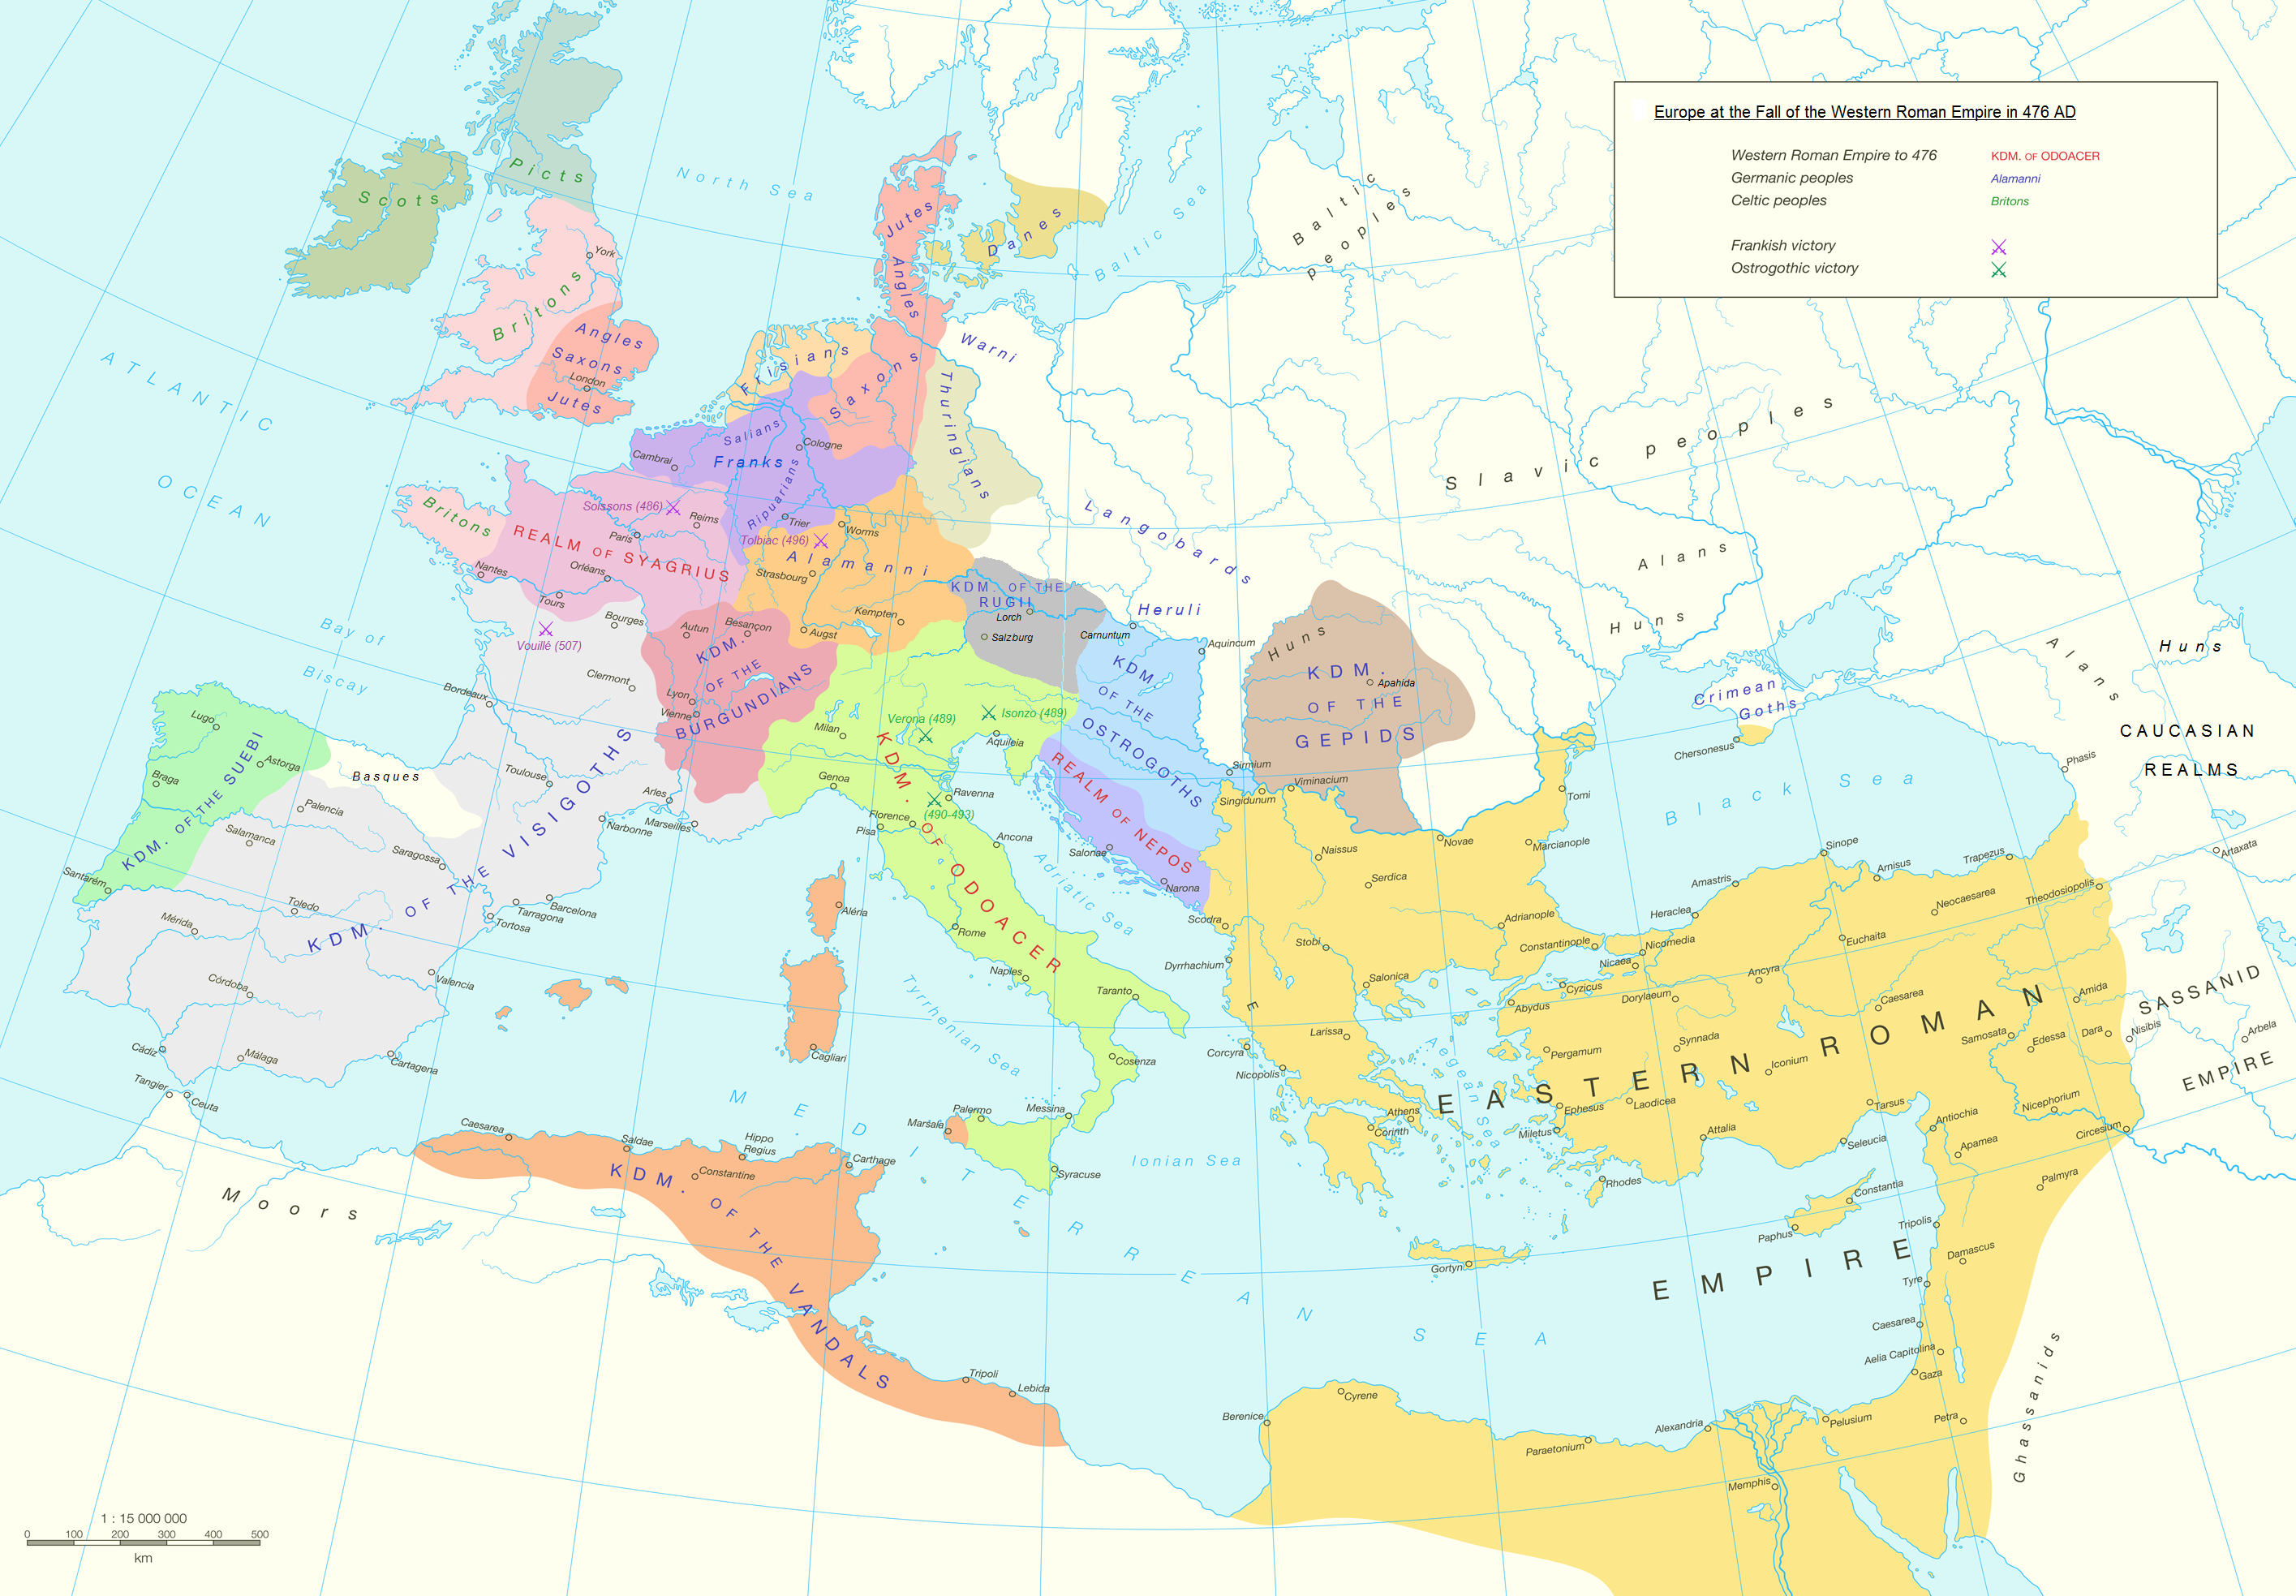 Europe at the Fall of the Western Roman Empire in 476 AD
Western Roman Empire to 476
KDM. OF ODOACER
Germanic peoples
Alamanni
Celtic peoples
Britons
Frankish victory
Ostrogothic victory
North Sea
Picts
Scots
York
Britons
Angles
Saxons
London
Jutes
Jutes
Angles
Danes
Baltic Sea
Baltic
peoples
Warni
Frisians
Saxons
Thuringians
ATLANTIC
OCEAN
Salians
Cologne
Franks
Cambrai
Ripuarians
Soissons (486)
Reims
Trier
Worms
Britons
Paris
Tolbiac (496)
REALM OF SYAGRIUS
Alamanni
Strasbourg
Nantes
Orléans
Tours
Bourges
Kempten
Augst
Vouillé (507)
Autun
Besançon
KDM.
OF THE
BURGUNDIANS
Clermont
Lyon
Vienne
Langobards
Slavic peoples
Alans
Huns
KDM. OF THE
RUGII
Lorch
Salzburg
Heruli
Carnuntum
Aquincum
KDM.
OF THE
OSTROGOTHS
Huns
KDM.
Apahida
OF THE
GEPIDS
Crimean
Goths
Chersonesus
Alans
Huns
CAUCASIAN
REALMS
Phasis
Bay of
Biscay
Bordeaux
Lugo
Astorga
Braga
KDM. OF THE SUEBI
Basques
Palencia
Salamanca
Santarém
Toulouse
Arles
Marseilles
Narbonne
Saragossa
KDM. OF THE VISIGOTHS
Toledo
Mérida
Barcelona
Tarragona
Tortosa
Valencia
Córdoba
Cádiz
Málaga
Cartagena
Tangier
Ceuta
Verona (489)
Isonzo (489)
Milan
Aquileia
Genoa
Ravenna
(490-493)
Florence
Pisa
Ancona
KDM. OF ODOACER
REALM OF NEPOS
Salonae
Narona
Adriatic Sea
Sirmium
Singidunum
Viminacium
Tomi
Naissus
Novae
Marcianople
Serdica
Black Sea
Sinope
Amastris
Arnisus
Trapezus
Artaxata
Heraclea
Neocaesarea
Theodosiopolis
Aléria
Rome
Naples
Taranto
Cagliari
Tyrrhenian Sea
Cosenza
Scodra
Dyrrhachium
Stobi
Adrianople
Constantinople
Nicomedia
Nicaea
Euchaita
Salonica
Cyzicus
Ancyra
Abydus
Dorylaeum
Caesarea
Amida
SASSANID
EMPIRE
Larissa
Corcyra
Nicopolis
Pergamum
Synnada
Iconium
Samosata
Edessa
Dara
Nisibis
Arbela
Aegean Sea
E
EASTERN ROMAN
EMPIRE
Athens
Corinth
Ephesus
Laodicea
Miletus
Attalia
Tarsus
Antiochia
Nicephorium
Circesium
Seleucia
Apamea
Palmyra
Rhodes
Constantia
Paphus
Tripolis
Damascus
Gortyn
Tyre
Caesarea
Aelia Capitolina
Gaza
Ghassanids
Palermo
Messina
Marsala
Syracuse
Ionian Sea
MEDITERRANEAN SEA
Caesarea
Saldae
Hippo
Regius
Carthage
Constantine
KDM. OF THE VANDALS
Moors
Tripoli
Lebida
Berenice
Cyrene
Paraetonium
Alexandria
Pelusium
Petra
Memphis
1 : 15 000 000
0 100 200 300 400 500
km